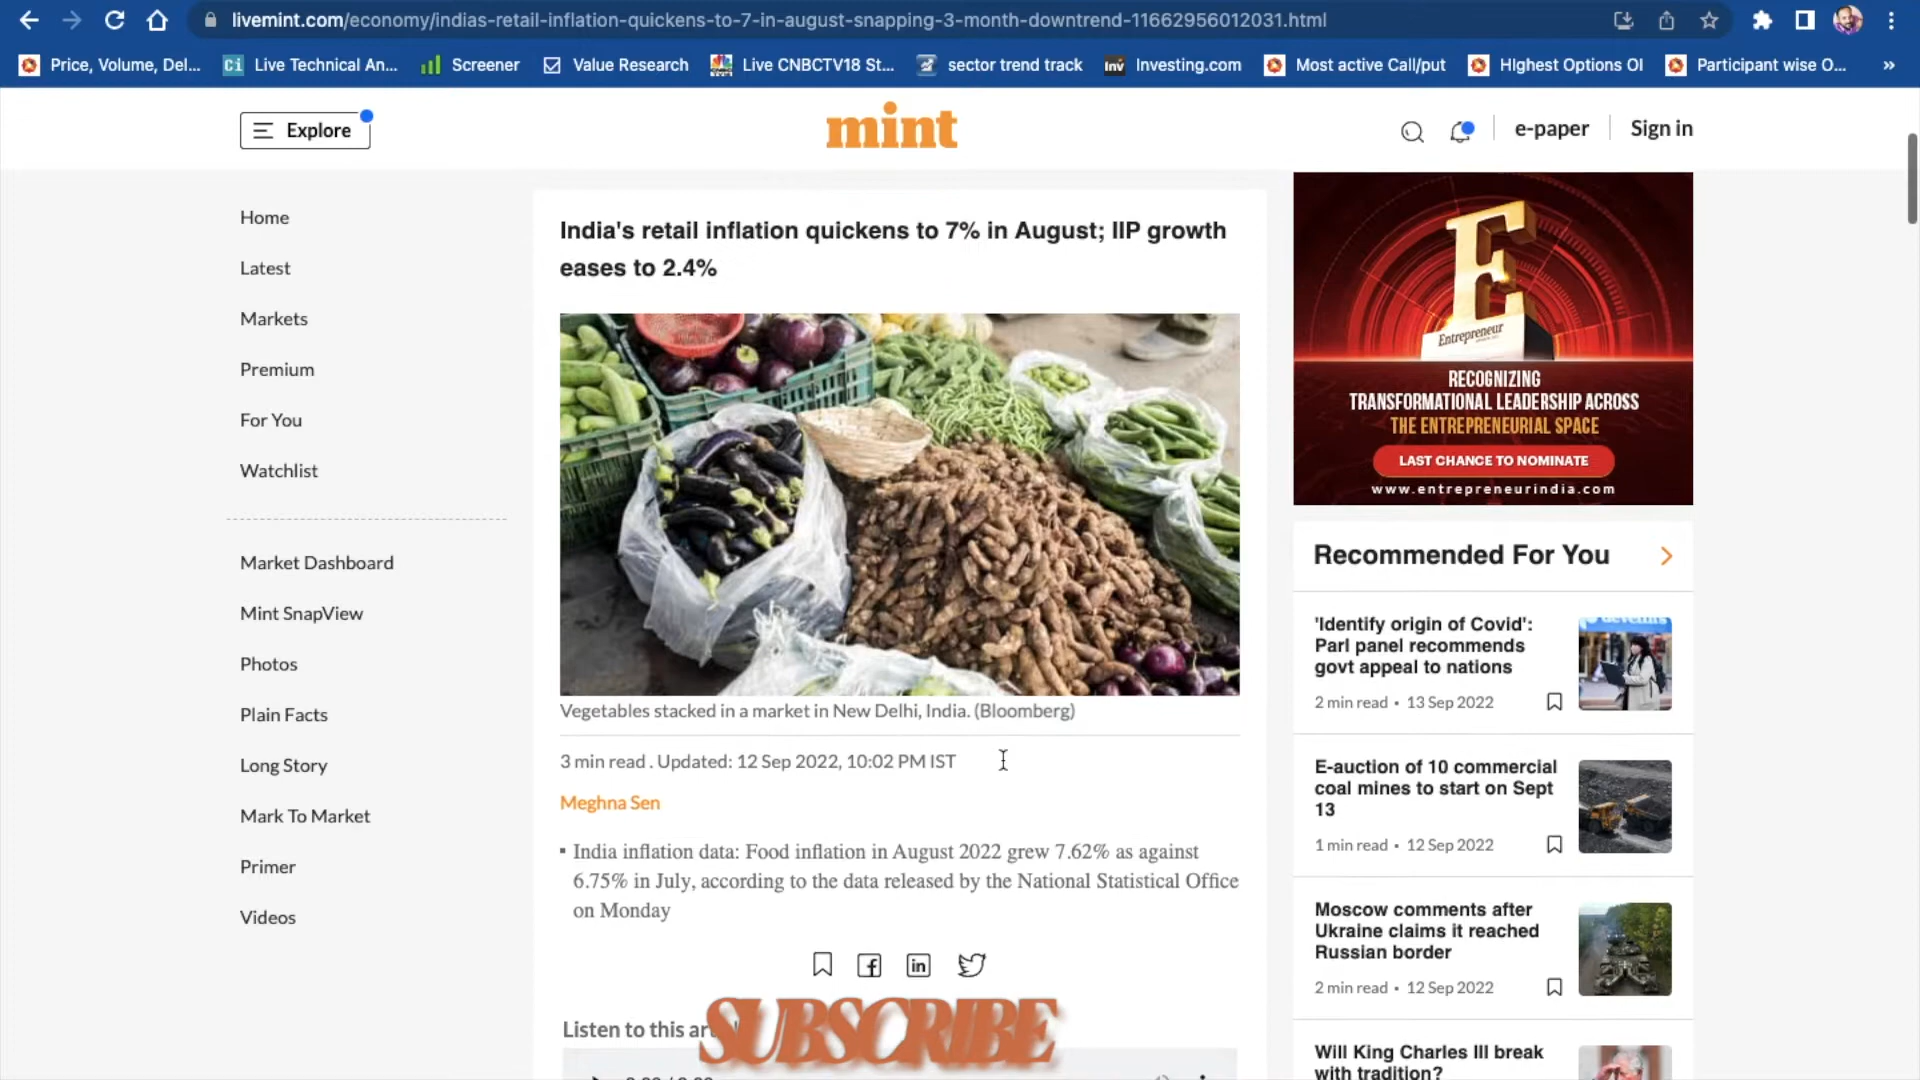 livemint.com/economy/indias-retail-inflation-quickens-to-7-in-august-snapping-3-month-downtrend-11662956012031.html
Price, Volume, Del...
Live Technical An...
Screener
Value Research
Live CNBCTV18 St...
sector trend track
Investing.com
Most active Call/put
HIghest Options OI
Participant wise O...
»
Explore
mint
e-paper
Sign in
Home
Latest
Markets
Premium
For You
Watchlist
Market Dashboard
Mint SnapView
Photos
Plain Facts
Long Story
Mark To Market
Primer
Videos
India's retail inflation quickens to 7% in August; IIP growth
eases to 2.4%
Vegetables stacked in a market in New Delhi, India. (Bloomberg)
3 min read . Updated: 12 Sep 2022, 10:02 PM IST
Meghna Sen
India inflation data: Food inflation in August 2022 grew 7.62% as against
6.75% in July, according to the data released by the National Statistical Office
on Monday
Listen to this
SUBSCRIBE
E
Entrepreneur
RECOGNIZING
TRANSFORMATIONAL LEADERSHIP ACROSS
THE ENTREPRENEURIAL SPACE
LAST CHANCE TO NOMINATE
www.entrepreneurindia.com
Recommended For You
'Identify origin of Covid':
Parl panel recommends
govt appeal to nations
2 min read • 13 Sep 2022
E-auction of 10 commercial
coal mines to start on Sept
13
1 min read • 12 Sep 2022
Moscow comments after
Ukraine claims it reached
Russian border
2 min read • 12 Sep 2022
Will King Charles III break
with tradition?